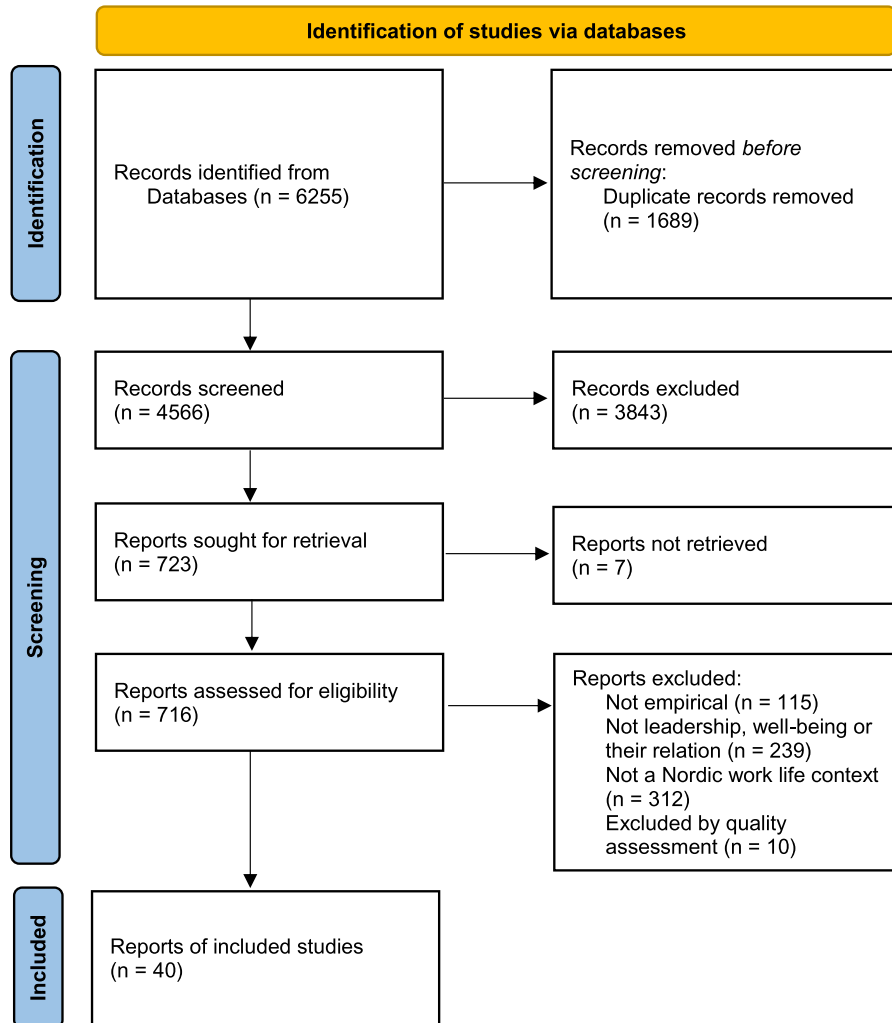 Identification of studies via databases
Identification
Records identified from
Databases (n = 6255)
Records removed before
screening:
Duplicate records removed
(n = 1689)
Screening
Records screened
(n = 4566)
Records excluded
(n = 3843)
Reports sought for retrieval
(n = 723)
Reports not retrieved
(n = 7)
Reports assessed for eligibility
(n = 716)
Reports excluded:
Not empirical (n = 115)
Not leadership, well-being or
their relation (n = 239)
Not a Nordic work life context
(n = 312)
Excluded by quality
assessment (n = 10)
Included
Reports of included studies
(n = 40)